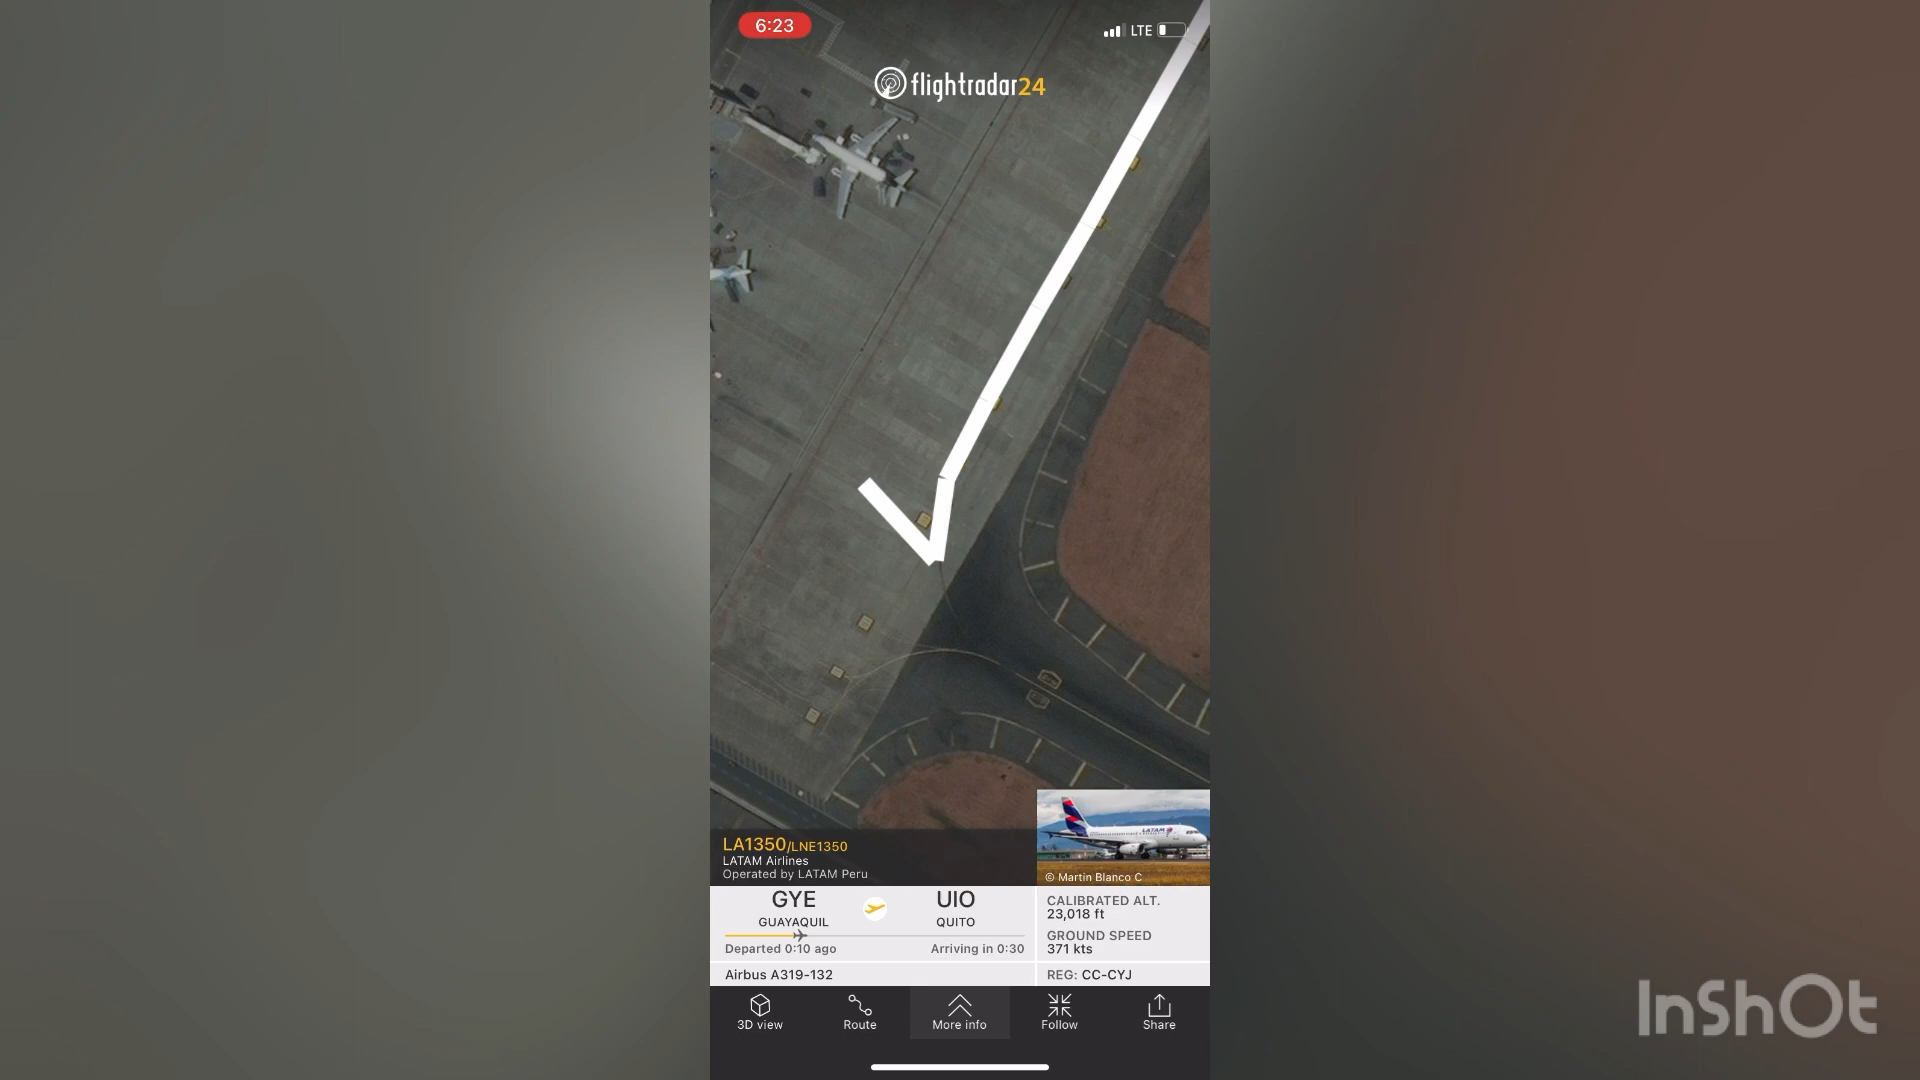 6:23
LTE
flightradar24
LA1350/LNE1350
LATAM Airlines
Operated by LATAM Peru
LATAM
© Martin Blanco C
GYE
GUAYAQUIL
UIO
QUITO
Departed 0:10 ago
Arriving in 0:30
CALIBRATED ALT.
23,018 ft
GROUND SPEED
371 kts
Airbus A319-132
REG: CC-CYJ
3D view
Route
More info
Follow
Share
InShOt